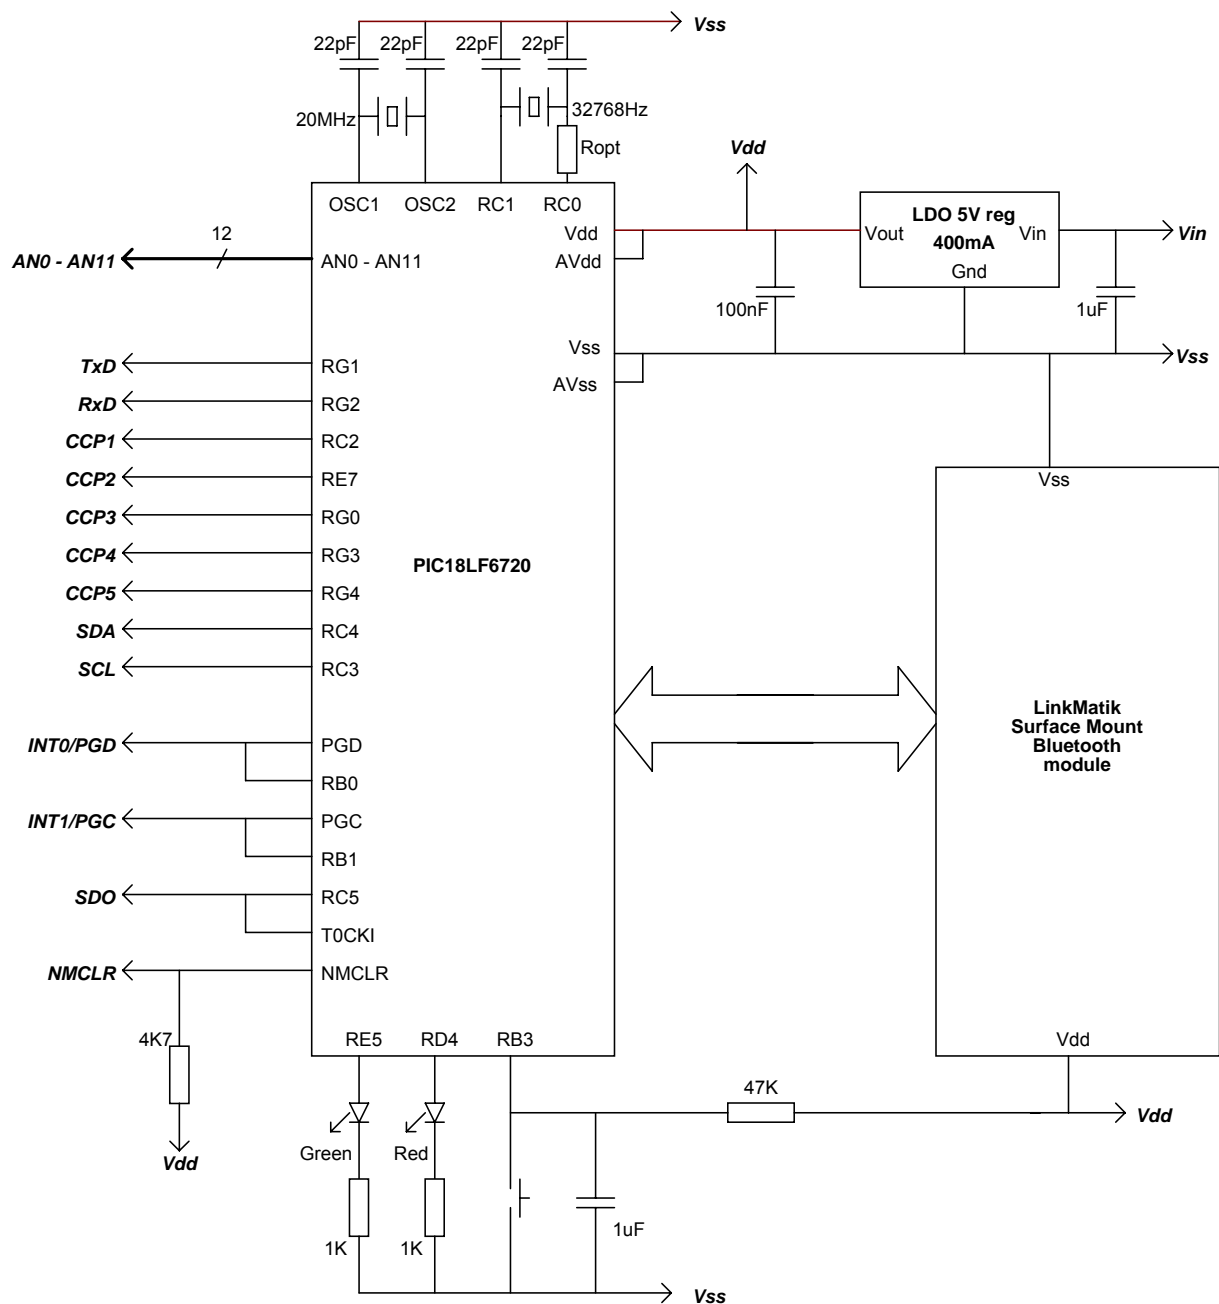 Vss
22pF 22pF 22pF 22pF
20MHz
32768Hz
Ropt
OSC1 OSC2 RC1 RC0
Vdd
LDO 5V reg
400mA
Vout
Vin
Gnd
Vin
Vdd
AVdd
12
AN0 - AN11
AN0 - AN11
100nF
1uF
Vss
AVss
Vss
TxD
RG1
RxD
RG2
CCP1
RC2
CCP2
RE7
CCP3
RG0
CCP4
RG3
CCP5
RG4
SDA
RC4
SCL
RC3
PIC18LF6720
Vss
LinkMatik
Surface Mount
Bluetooth
module
Vdd
INT0/PGD
PGD
RB0
INT1/PGC
PGC
RB1
SDO
RC5
T0CKI
NMCLR
NMCLR
4K7
Vdd
RE5 RD4 RB3
47K
Vdd
Green
Red
1K
1K
1uF
Vss